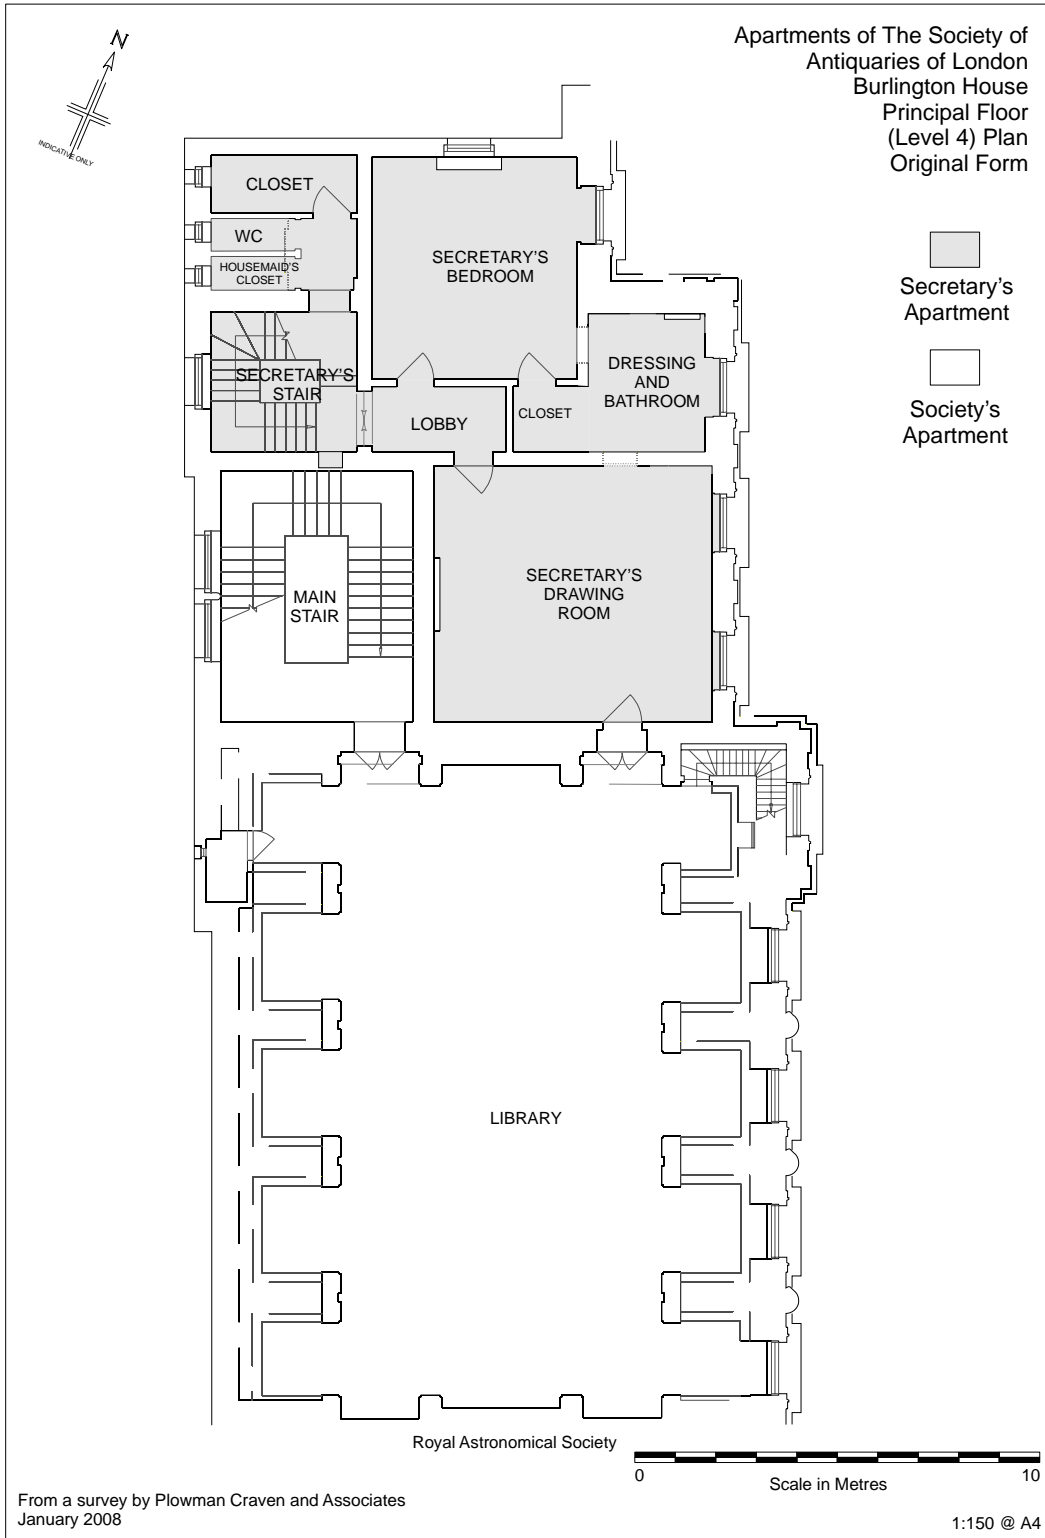 N
INDICATIVE ONLY
Apartments of The Society of
Antiquaries of London
Burlington House
Principal Floor
(Level 4) Plan
Original Form
Secretary's
Apartment
Society's
Apartment
CLOSET
WC
HOUSEMAID'S
CLOSET
SECRETARY'S
BEDROOM
SECRETARY'S
STAIR
LOBBY
CLOSET
DRESSING
AND
BATHROOM
MAIN
STAIR
SECRETARY'S
DRAWING
ROOM
LIBRARY
Royal Astronomical Society
0
10
Scale in Metres
From a survey by Plowman Craven and Associates
January 2008
1:150 @ A4